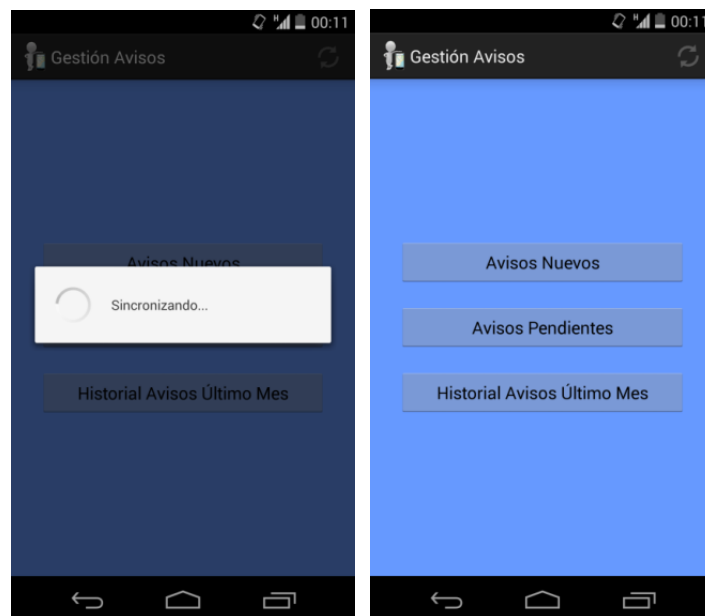 00:11
Gestión Avisos
Avisos Nuevos
Sincronizando...
Historial Avisos Último Mes
H 00:11
Gestión Avisos
Avisos Nuevos
Avisos Pendientes
Historial Avisos Último Mes